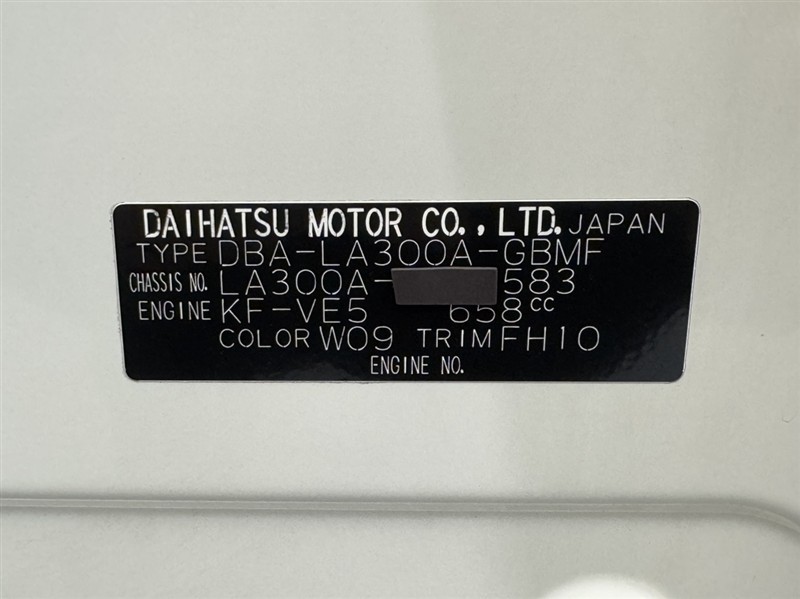 DAIHATSU MOTOR CO., LTD. JAPAN
TYPE DBA-LA300A-GBMF
CHASSIS NO. LA300A- 583
ENGINE KF-VE5 658cc
COLOR W09 TRIM FH10
ENGINE NO.